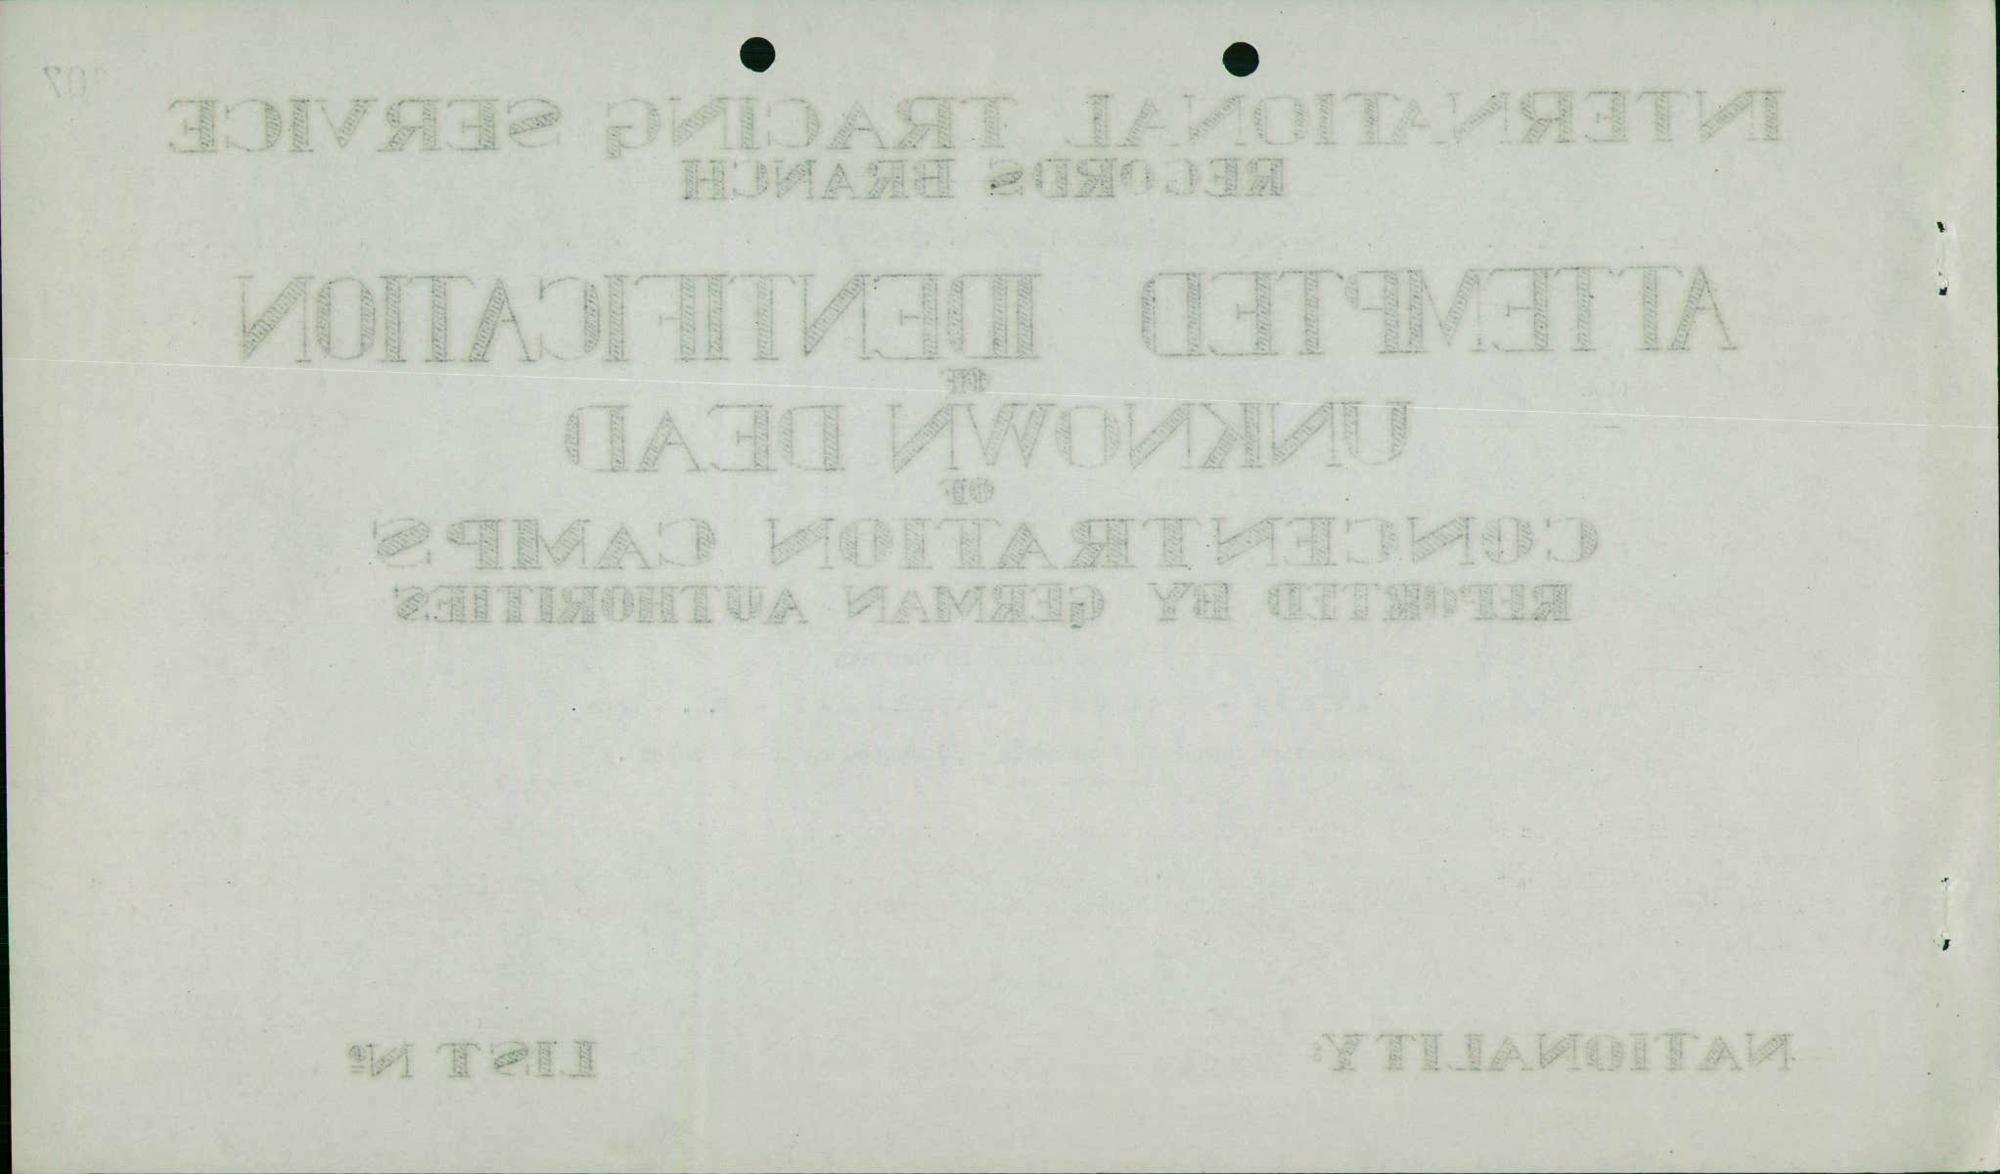 INTERNATIONAL TRACING SERVICE
RECORDS BRANCH
ATTEMPTED IDENTIFICATION
OF
UNKNOWN DEAD
OF
CONCENTRATION CAMPS
REPORTED BY GERMAN AUTHORITIES
NATIONALITY: LIST Nº